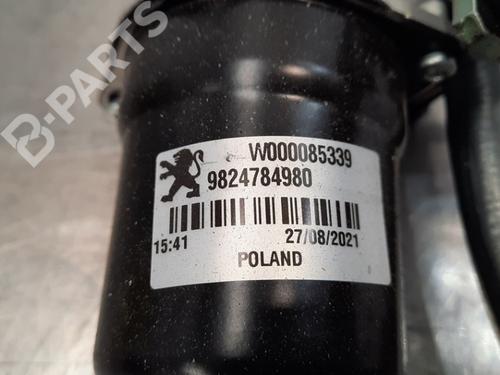 B-PARTS
W000085339
9824784980
15:41 27/08/2021
POLAND